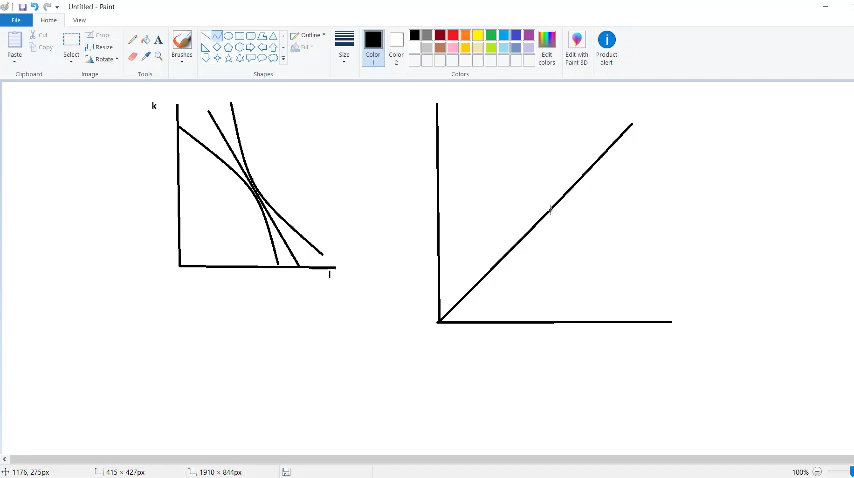 Untitled - Paint
File
Home
View
Paste
Cut
Copy
Clipboard
Select
Crop
Resize
Rotate
Image
Tools
Brushes
Shapes
Outline
Fill
Size
Color
1
Color
2
Colors
Edit
colors
Edit with
Paint 3D
Product
alert
k
l
1176, 275px
415 × 427px
1910 × 844px
100%